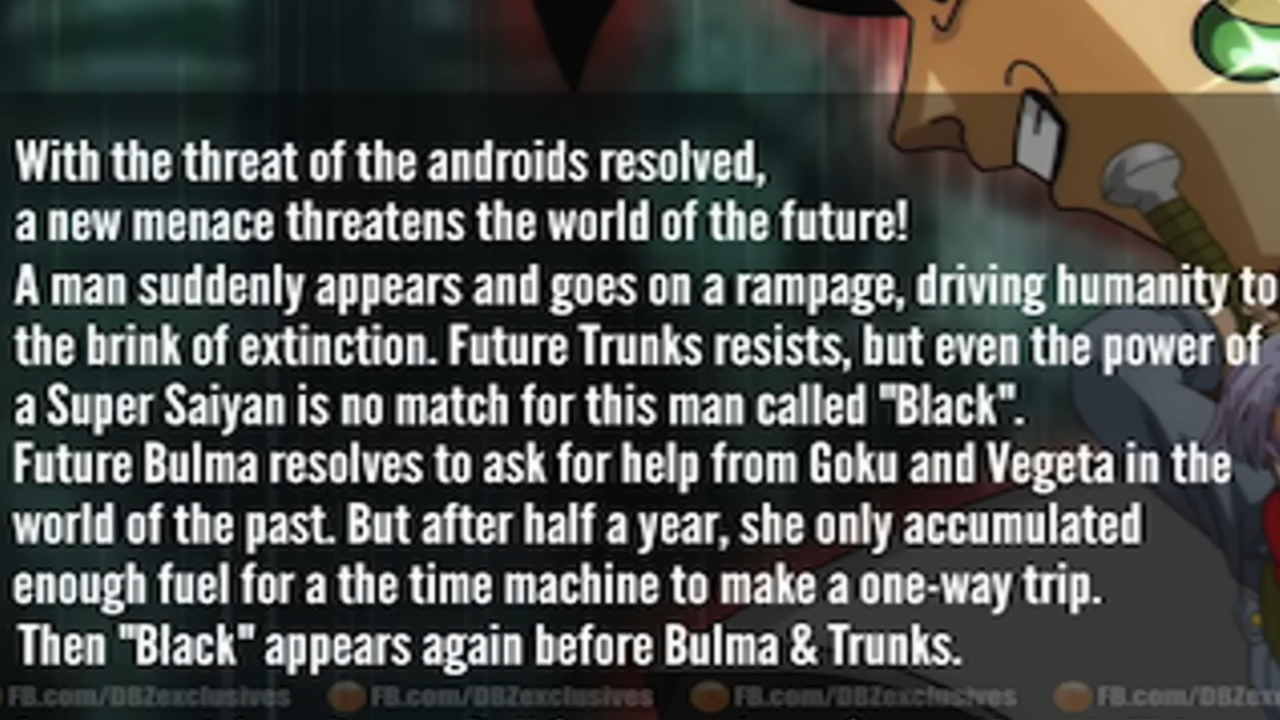 With the threat of the androids resolved,
a new menace threatens the world of the future!
A man suddenly appears and goes on a rampage, driving humanity to
the brink of extinction. Future Trunks resists, but even the power of
a Super Saiyan is no match for this man called "Black".
Future Bulma resolves to ask for help from Goku and Vegeta in the
world of the past. But after half a year, she only accumulated
enough fuel for a the time machine to make a one-way trip.
Then "Black" appears again before Bulma & Trunks.
FB.com/DBZexclusives FB.com/DBZexclusives FB.com/DBZexclusives FB.com/DBZex